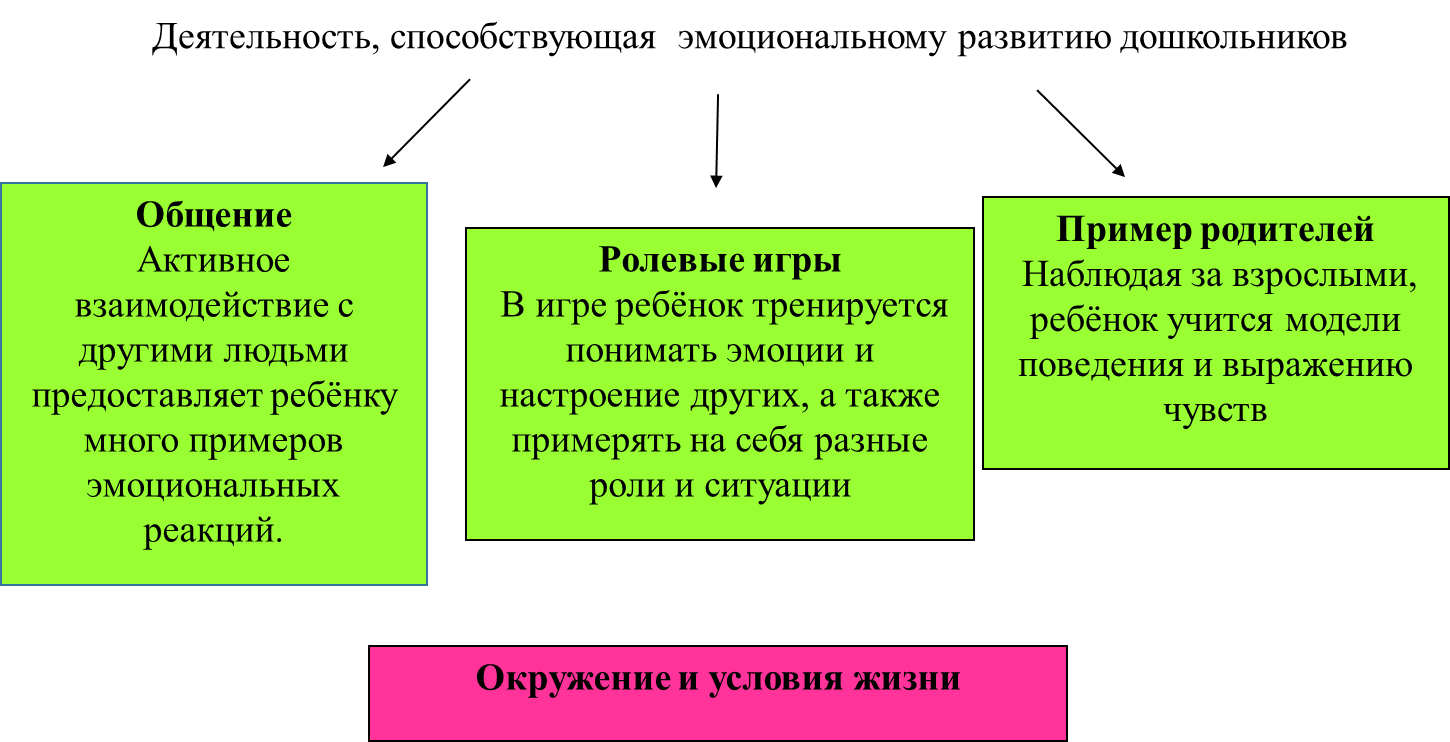 Деятельность, способствующая эмоциональному развитию дошкольников
Общение
Активное
взаимодействие с
другими людьми
предоставляет ребёнку
много примеров
эмоциональных
реакций.
Ролевые игры
В игре ребёнок тренируется
понимать эмоции и
настроение других, а также
примерять на себя разные
роли и ситуации
Пример родителей
Наблюдая за взрослыми,
ребёнок учится модели
поведения и выражению
чувств
Окружение и условия жизни